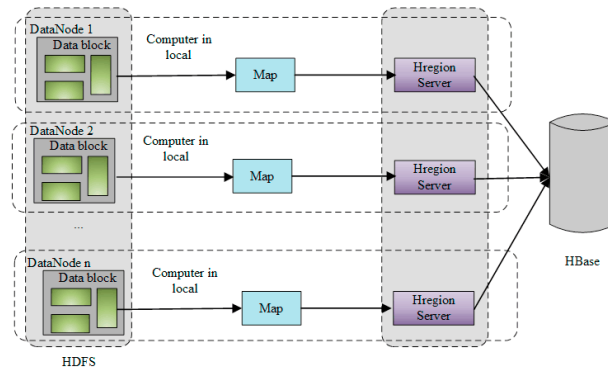 DataNode 1
Data block
Computer in
local
Map
Hregion
Server
DataNode 2
Data block
Computer in
local
Map
Hregion
Server
...
DataNode n
Data block
Computer in
local
Map
Hregion
Server
HBase
HDFS